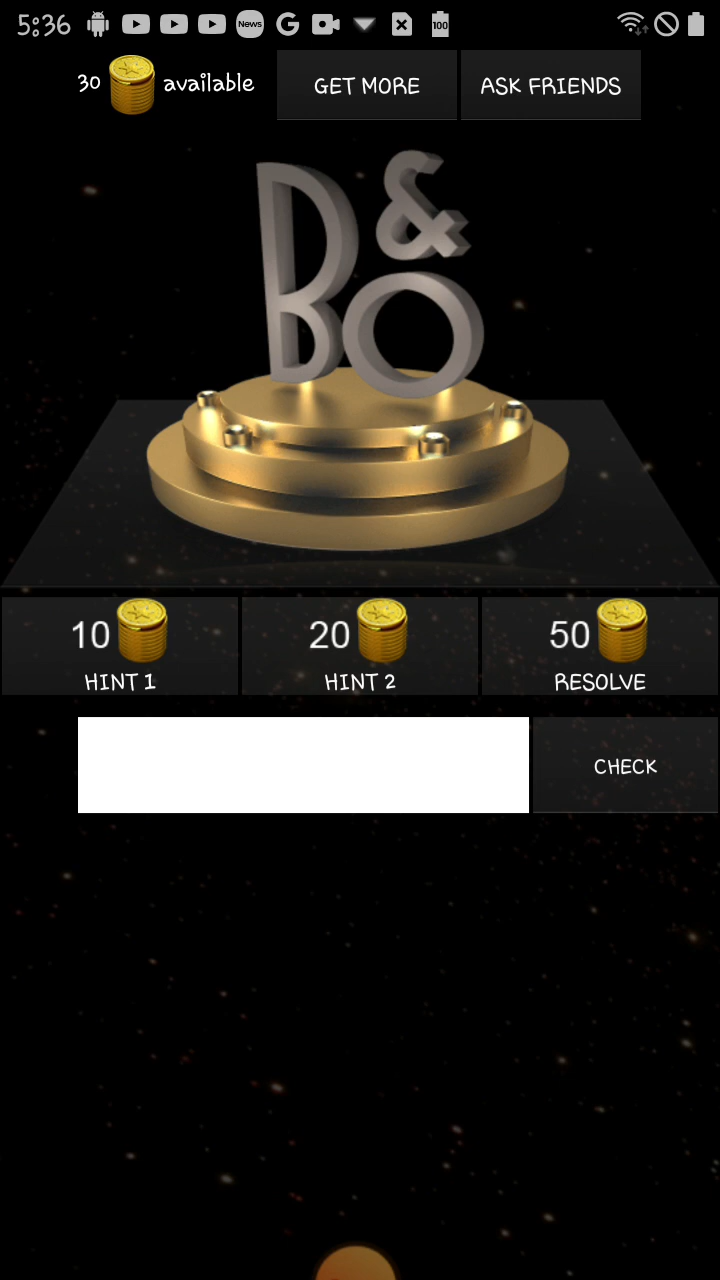 5:36 News 100
30 available GET MORE ASK FRIENDS
B&
O
10 20 50
HINT 1 HINT 2 RESOLVE
CHECK